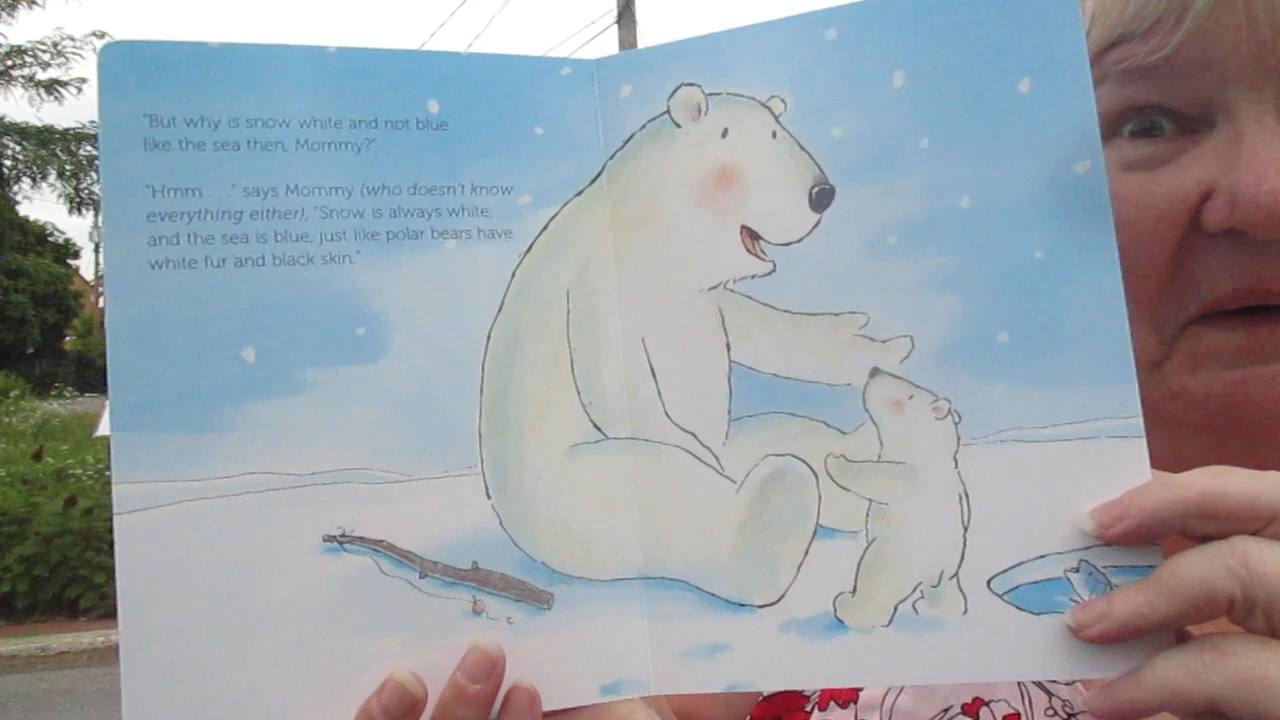 "But why is snow white and not blue
like the sea then, Mommy?"
"Hmm . . ." says Mommy (who doesn't know
everything either), "Snow is always white,
and the sea is blue, just like polar bears have
white fur and black skin."